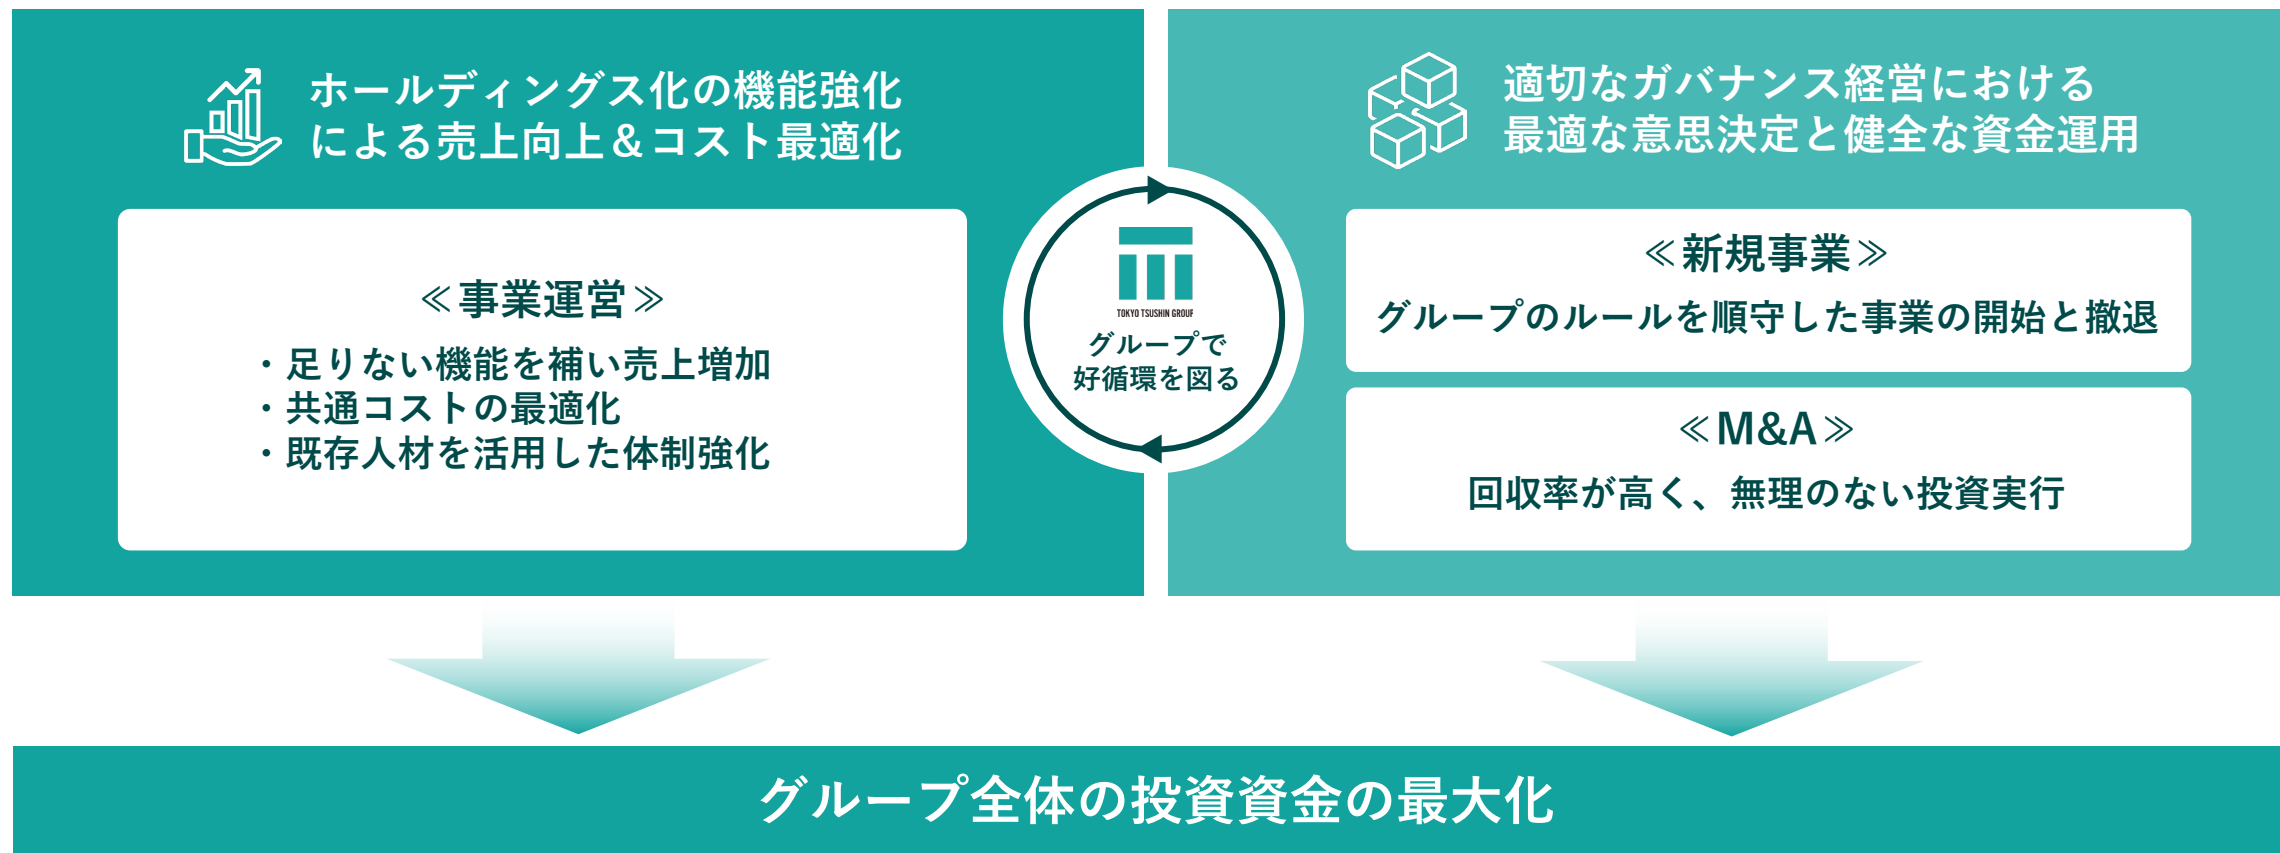 ホールディングス化の機能強化
による売上向上＆コスト最適化
≪事業運営≫
・足りない機能を補い売上増加
・共通コストの最適化
・既存人材を活用した体制強化
TOKYO TSUSHIN GROUP
グループで
好循環を図る
適切なガバナンス経営における
最適な意思決定と健全な資金運用
≪新規事業≫
グループのルールを順守した事業の開始と撤退
≪M&A≫
回収率が高く、無理のない投資実行
グループ全体の投資資金の最大化